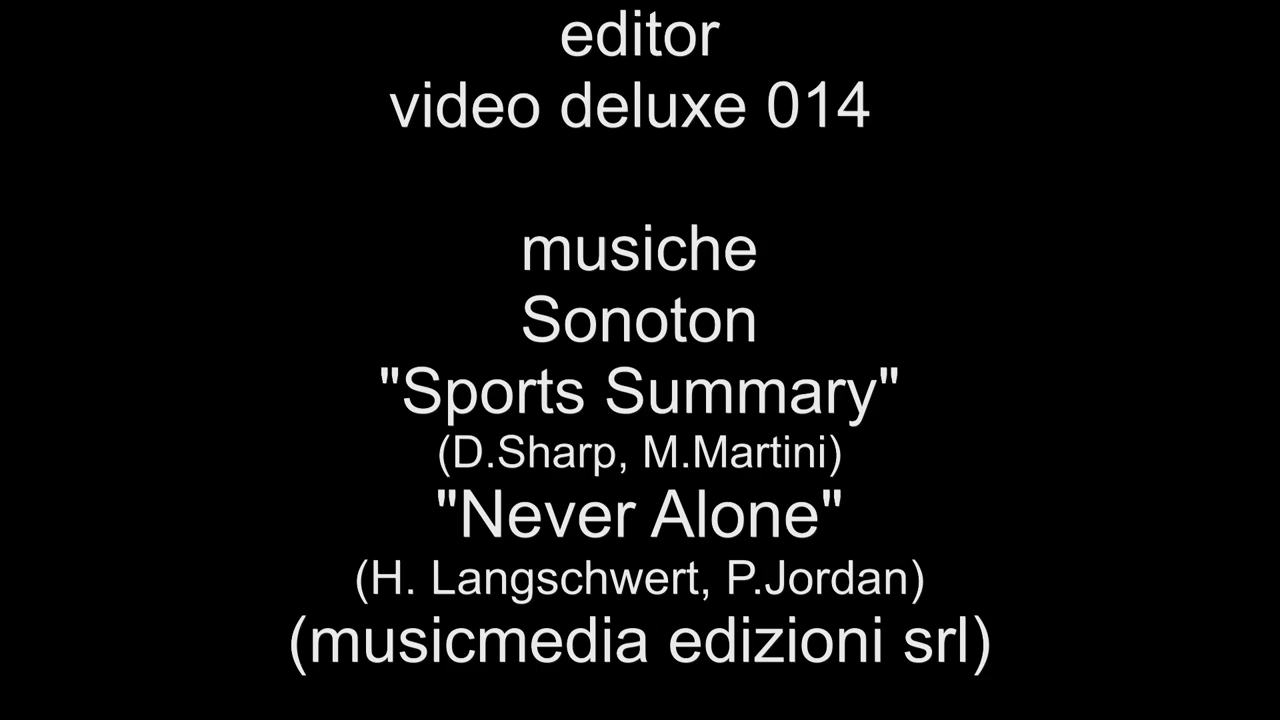 editor
video deluxe 014
musiche
Sonoton
"Sports Summary"
(D.Sharp, M.Martini)
"Never Alone"
(H. Langschwert, P.Jordan)
(musicmedia edizioni srl)